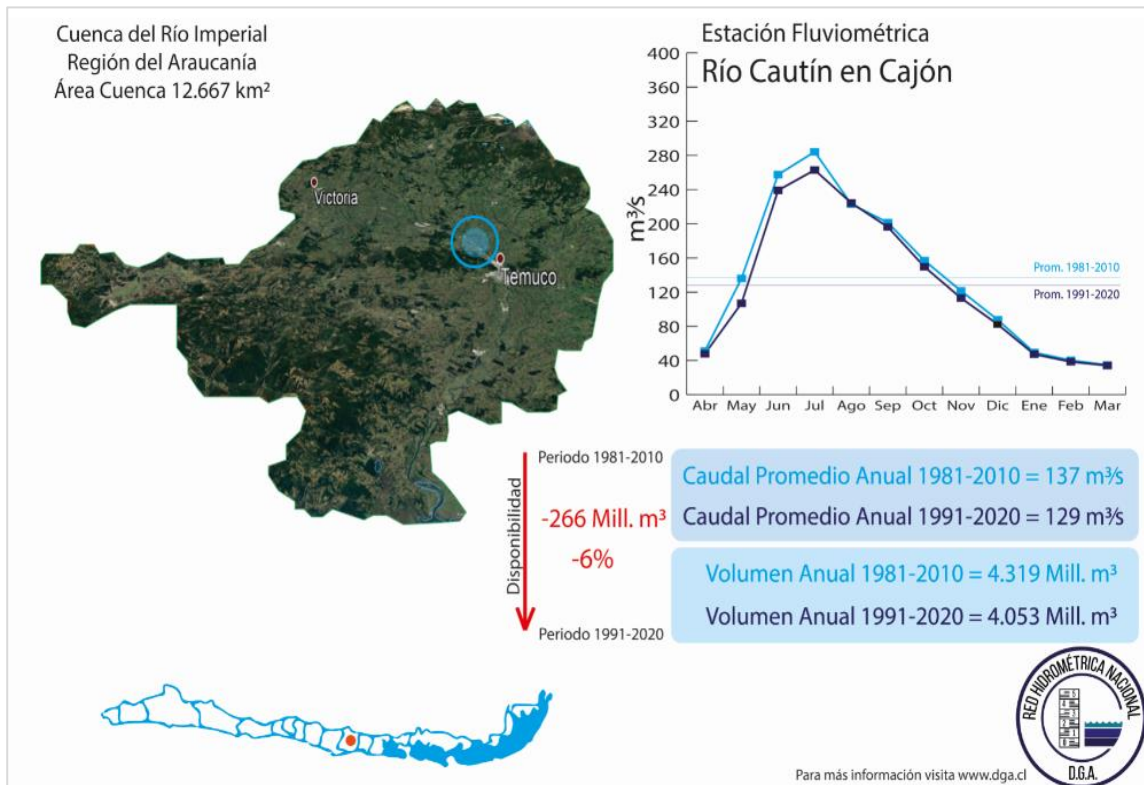 Cuenca del Río Imperial
Región del Araucanía
Área Cuenca 12.667 km²
Victoria
Temuco
Estación Fluviométrica
Río Cautín en Cajón
m³/s
400
360
320
280
240
200
160
120
80
40
0
Prom. 1981-2010
Prom. 1991-2020
Abr May Jun Jul Ago Sep Oct Nov Dic Ene Feb Mar
Periodo 1981-2010
Disponibilidad
-266 Mill. m³
-6%
Periodo 1991-2020
Caudal Promedio Anual 1981-2010 = 137 m³/s
Caudal Promedio Anual 1991-2020 = 129 m³/s
Volumen Anual 1981-2010 = 4.319 Mill. m³
Volumen Anual 1991-2020 = 4.053 Mill. m³
RED HIDROMÉTRICA NACIONAL
D.G.A.
Para más información visita www.dga.cl